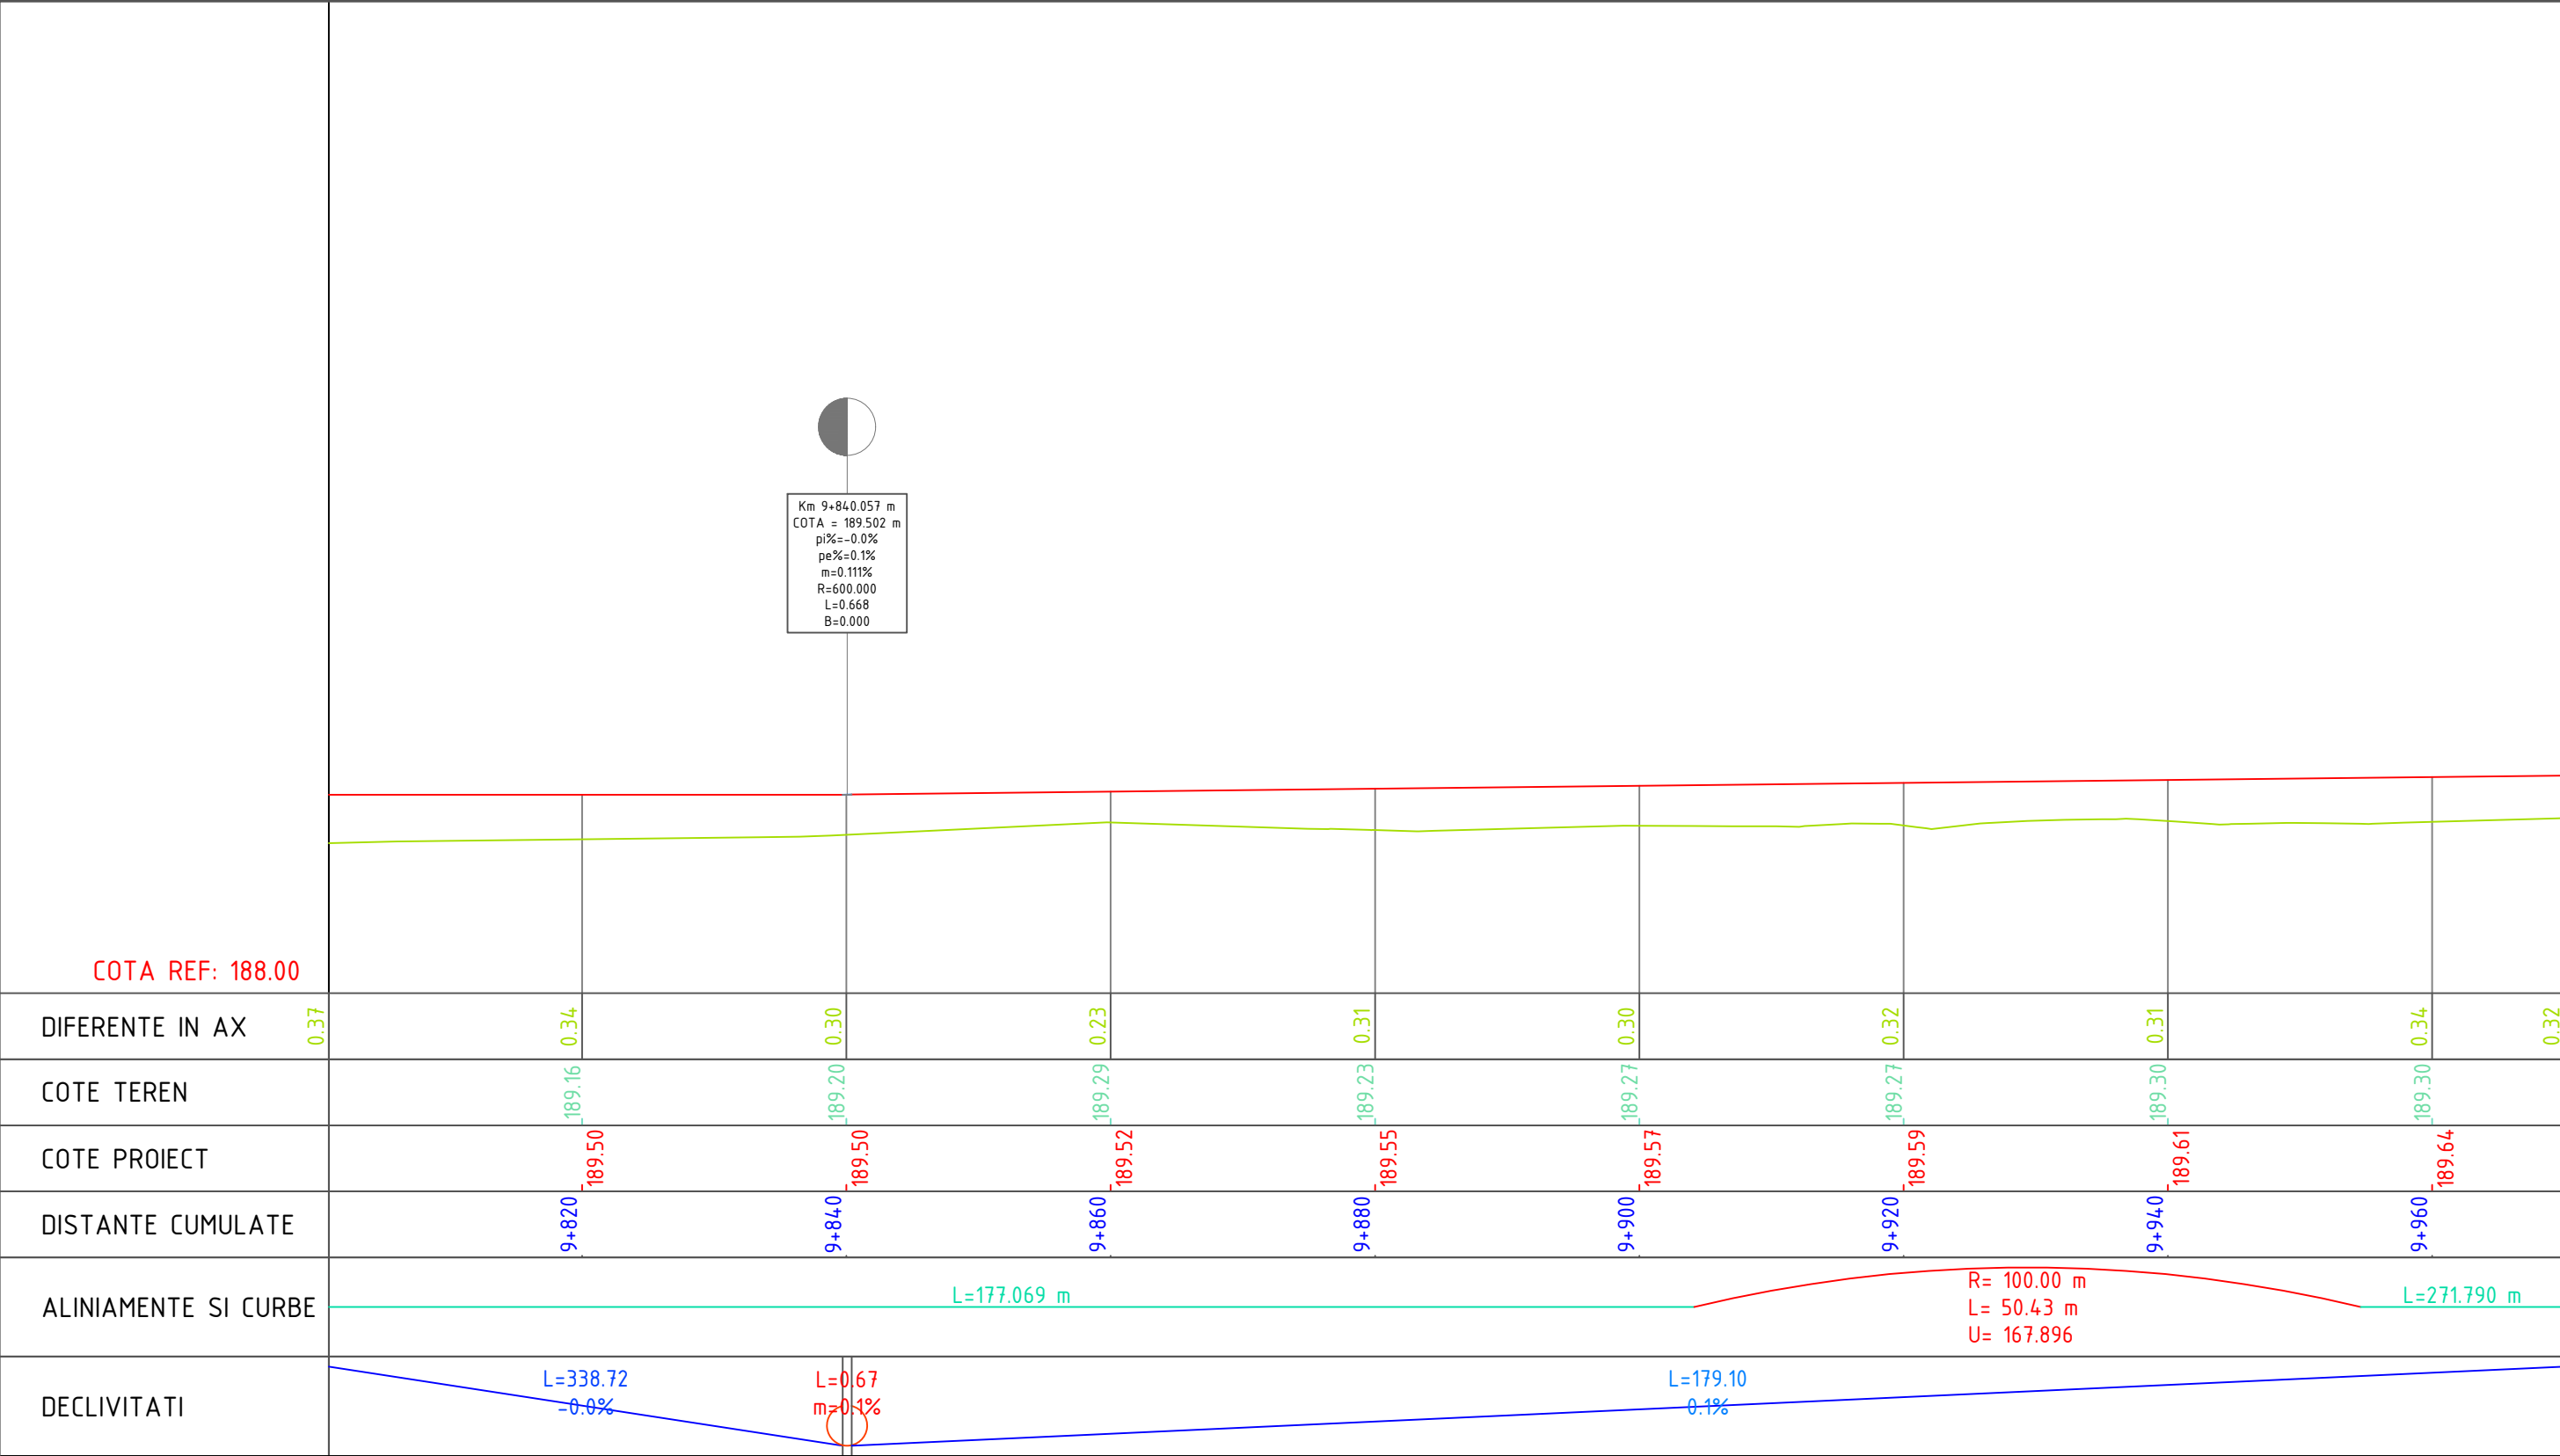 Km 9+840.057 m
COTA = 189.502 m
pi%=-0.0%
pe%=0.1%
m=0.111%
R=600.000
L=0.668
B=0.000
COTA REF: 188.00
DIFERENTE IN AX 0.37 0.34 0.30 0.23 0.31 0.30 0.32 0.31 0.34 0.32
COTE TEREN 189.16 189.20 189.29 189.23 189.27 189.27 189.30 189.30
COTE PROIECT 189.50 189.50 189.52 189.55 189.57 189.59 189.61 189.64
DISTANTE CUMULATE 9+820 9+840 9+860 9+880 9+900 9+920 9+940 9+960
ALINIAMENTE SI CURBE
L=177.069 m
R= 100.00 m
L= 50.43 m
U= 167.896
L=271.790 m
DECLIVITATI
L=338.72
-0.0%
L=0.67
m=0.1%
L=179.10
0.1%